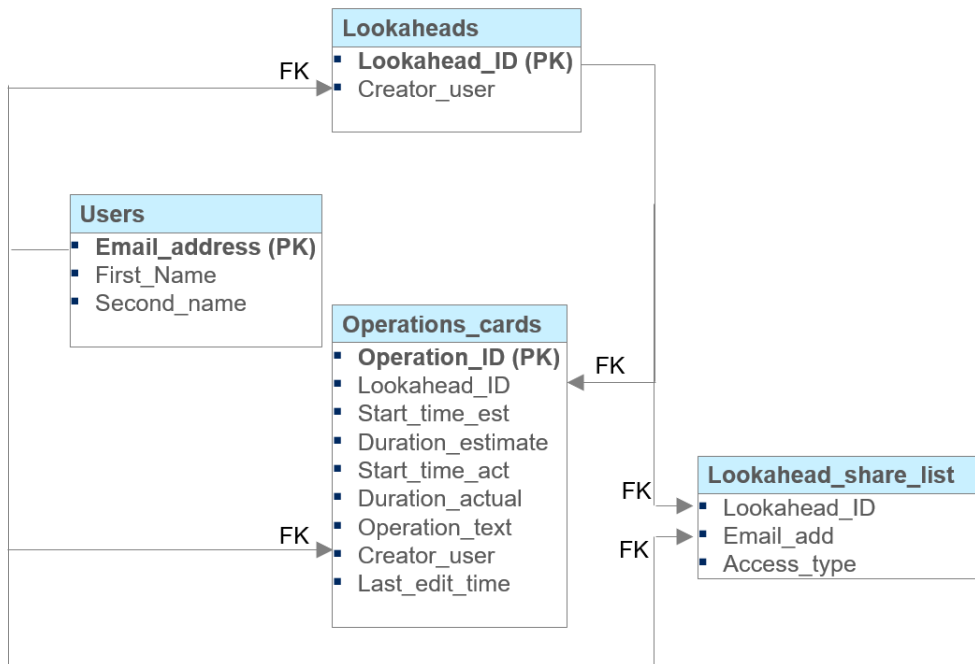 Lookaheads
Lookahead_ID (PK)
Creator_user
FK
Users
Email_address (PK)
First_Name
Second_name
Operations_cards
Operation_ID (PK)
Lookahead_ID
Start_time_est
Duration_estimate
Start_time_act
Duration_actual
Operation_text
Creator_user
Last_edit_time
FK
FK
Lookahead_share_list
Lookahead_ID
Email_add
Access_type
FK
FK